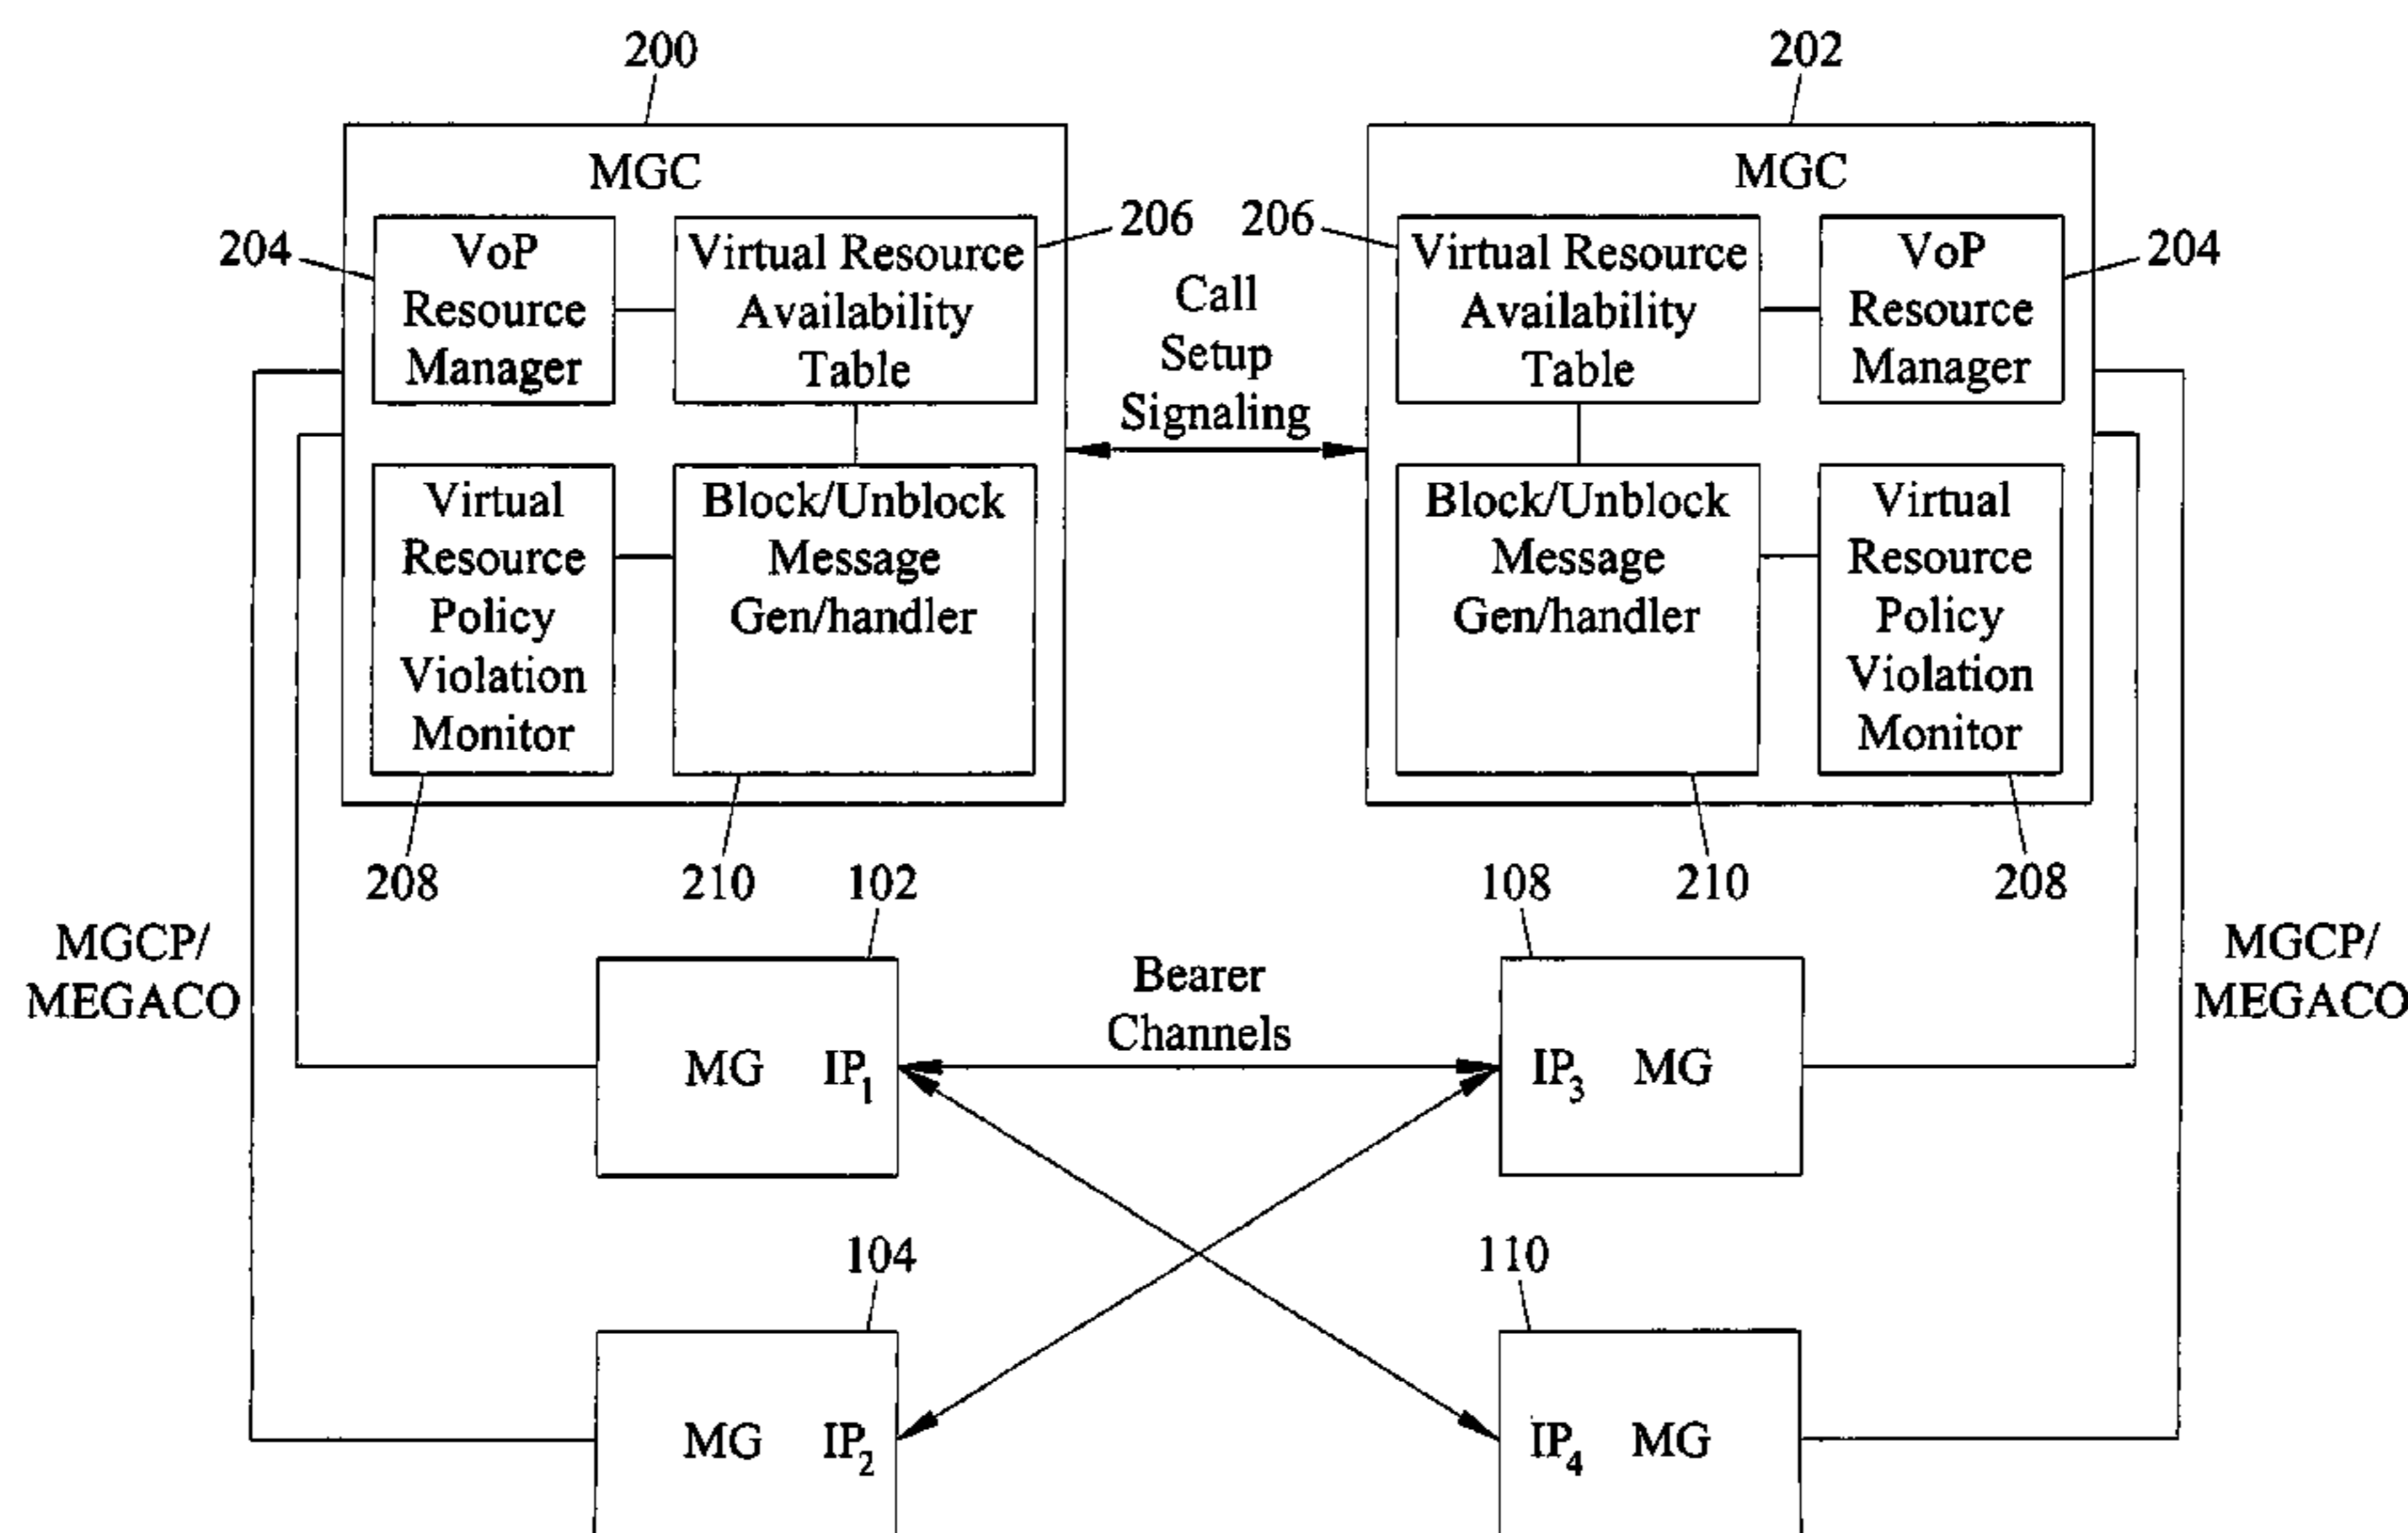 200
202
MGC
MGC
204
VoP
Resource
Manager
Virtual Resource
Availability
Table
206
206
Virtual Resource
Availability
Table
VoP
Resource
Manager
204
Call
Setup
Signaling
Virtual
Resource
Policy
Violation
Monitor
Block/Unblock
Message
Gen/handler
Block/Unblock
Message
Gen/handler
Virtual
Resource
Policy
Violation
Monitor
208
210
102
108
210
208
MGCP/
MEGACO
Bearer
Channels
MGCP/
MEGACO
MG IP1
IP3 MG
104
110
MG IP2
IP4 MG